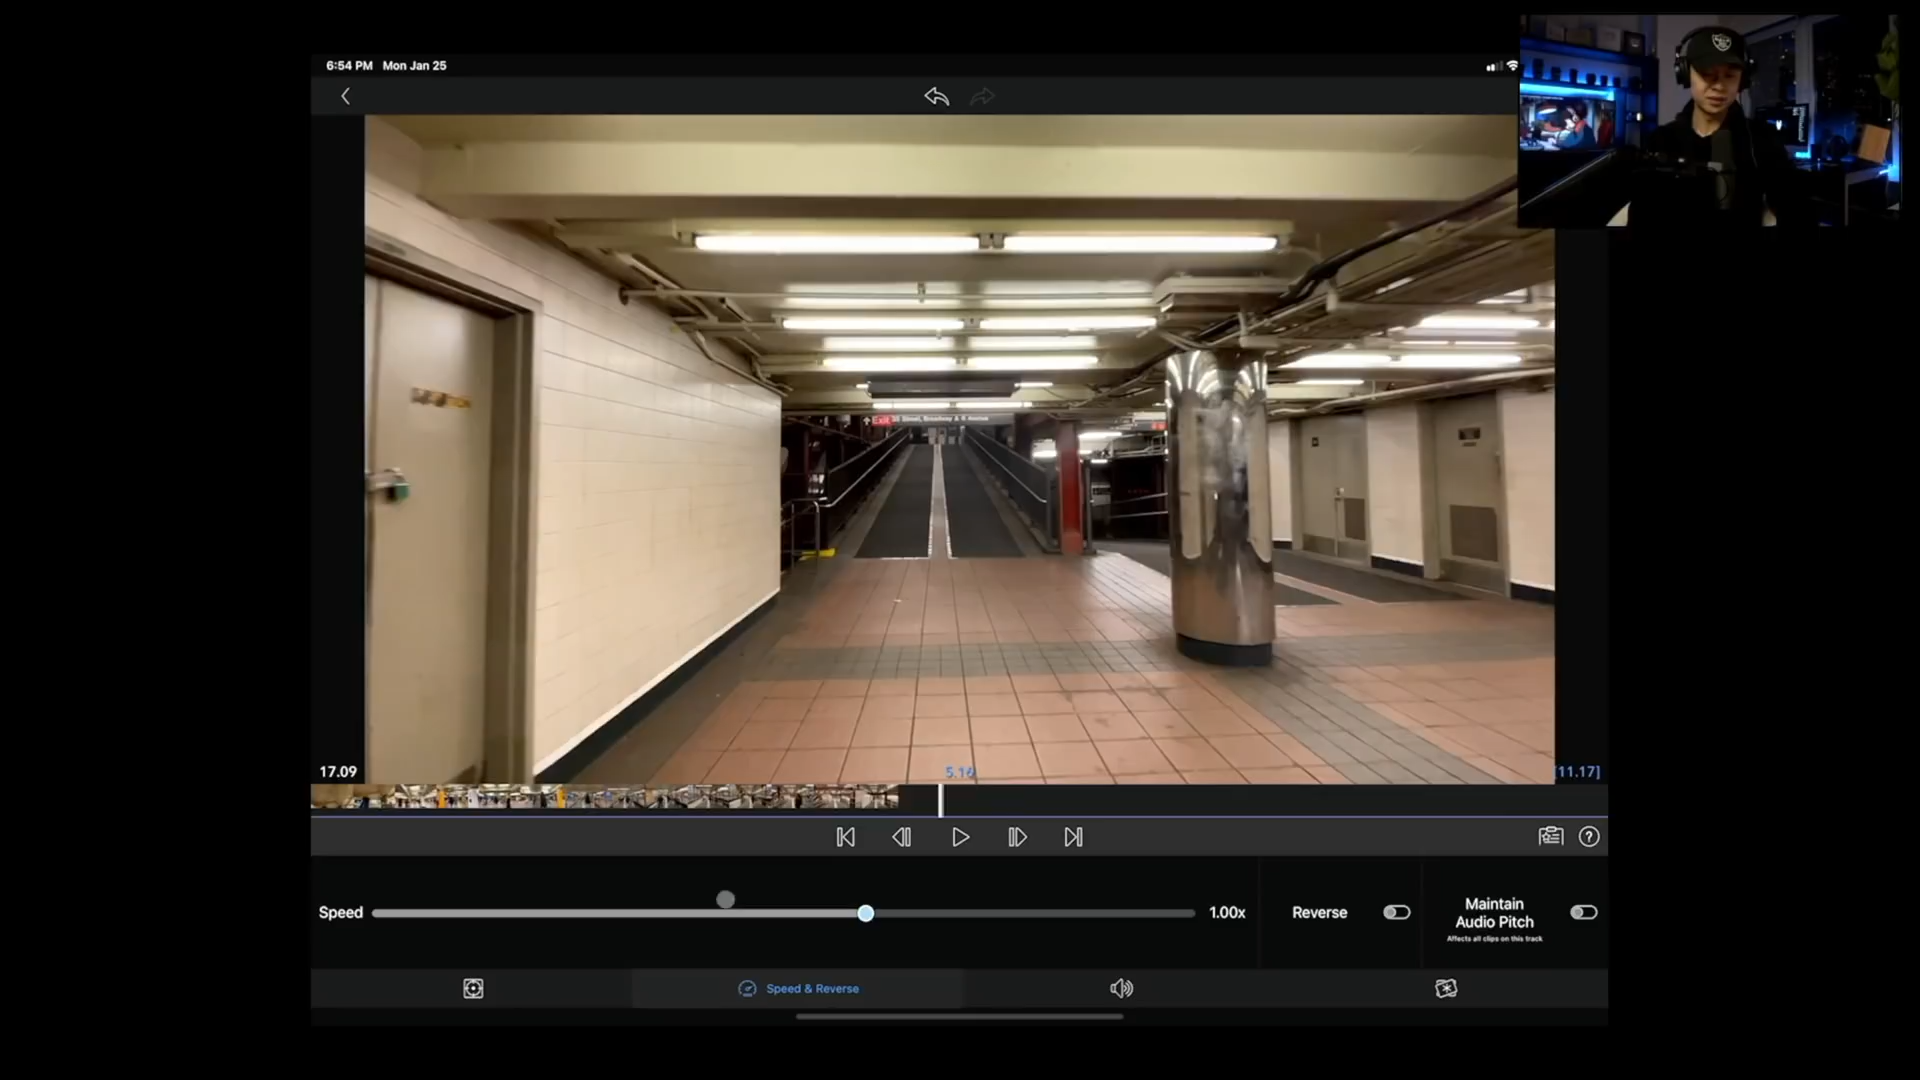 6:54 PM Mon Jan 25
Exit
17.09
[11.17]
Speed
1.00x
Reverse
Maintain
Audio Pitch
Affects all clips on this track
Speed & Reverse